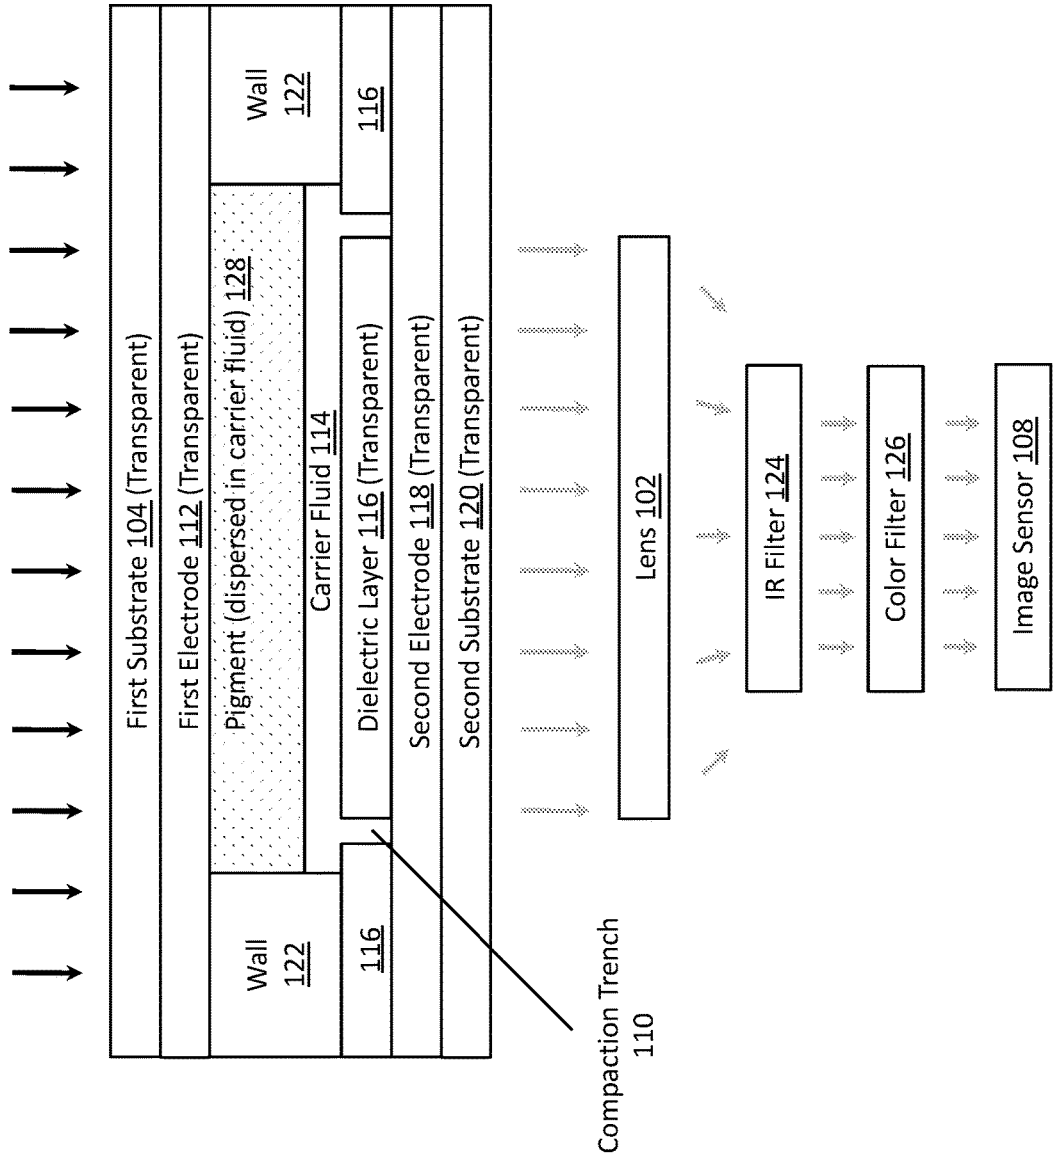 First Substrate 104 (Transparent)
First Electrode 112 (Transparent)
Wall
122
Pigment (dispersed in carrier fluid) 128
Wall
122
Carrier Fluid 114
116
Dielectric Layer 116 (Transparent)
116
Second Electrode 118 (Transparent)
Second Substrate 120 (Transparent)
Compaction Trench
110
Lens 102
IR Filter 124
Color Filter 126
Image Sensor 108